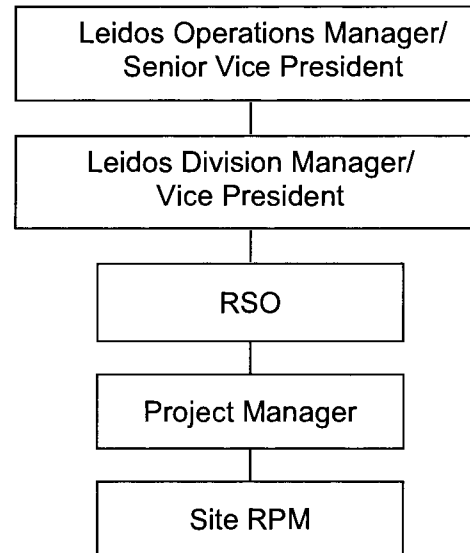 Leidos Operations Manager/
Senior Vice President
Leidos Division Manager/
Vice President
RSO
Project Manager
Site RPM